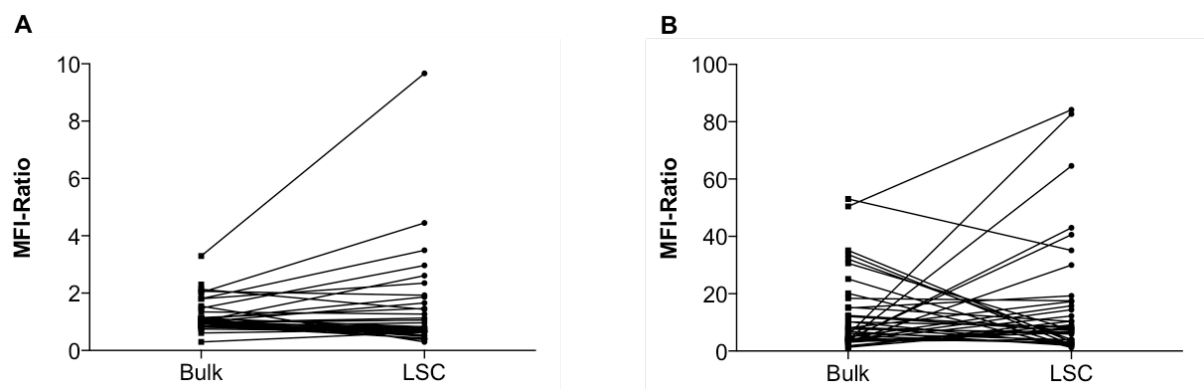 A
MFI-Ratio
10
8
6
4
2
0
Bulk
LSC
B
MFI-Ratio
100
80
60
40
20
0
Bulk
LSC